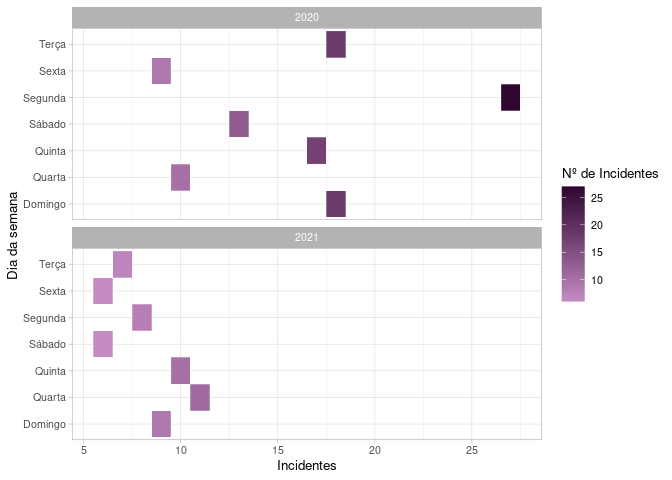 2020
Terça
Sexta
Segunda
Sábado
Quinta
Quarta
Domingo
2021
Terça
Sexta
Segunda
Sábado
Quinta
Quarta
Domingo
5 10 15 20 25
Incidentes
Dia da semana
Nº de Incidentes
25
20
15
10